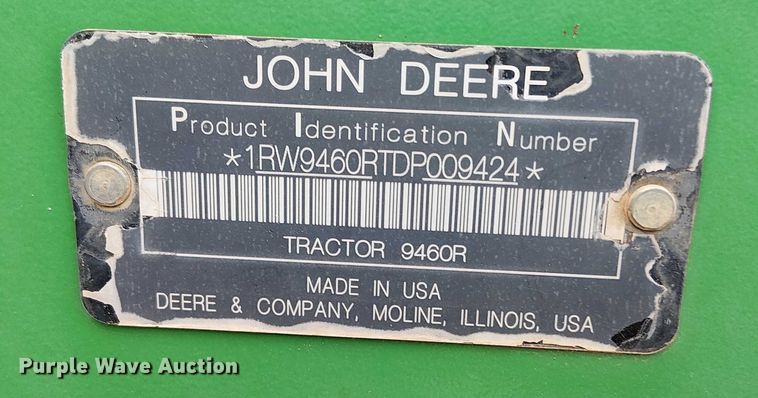 JOHN DEERE
Product Identification Number
*1RW9460RTDP009424*
TRACTOR 9460R
MADE IN USA
DEERE & COMPANY, MOLINE, ILLINOIS, USA
Purple Wave Auction